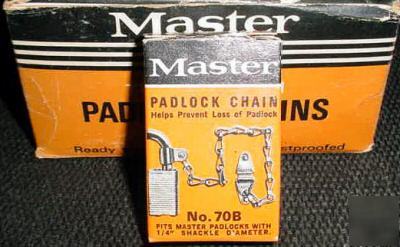 Master
PAD INS
Ready stproofed
Master
PADLOCK CHAIN
Helps Prevent Loss of Padlock
No. 70B
FITS MASTER PADLOCKS WITH
1/4" SHACKLE D'AMETER.